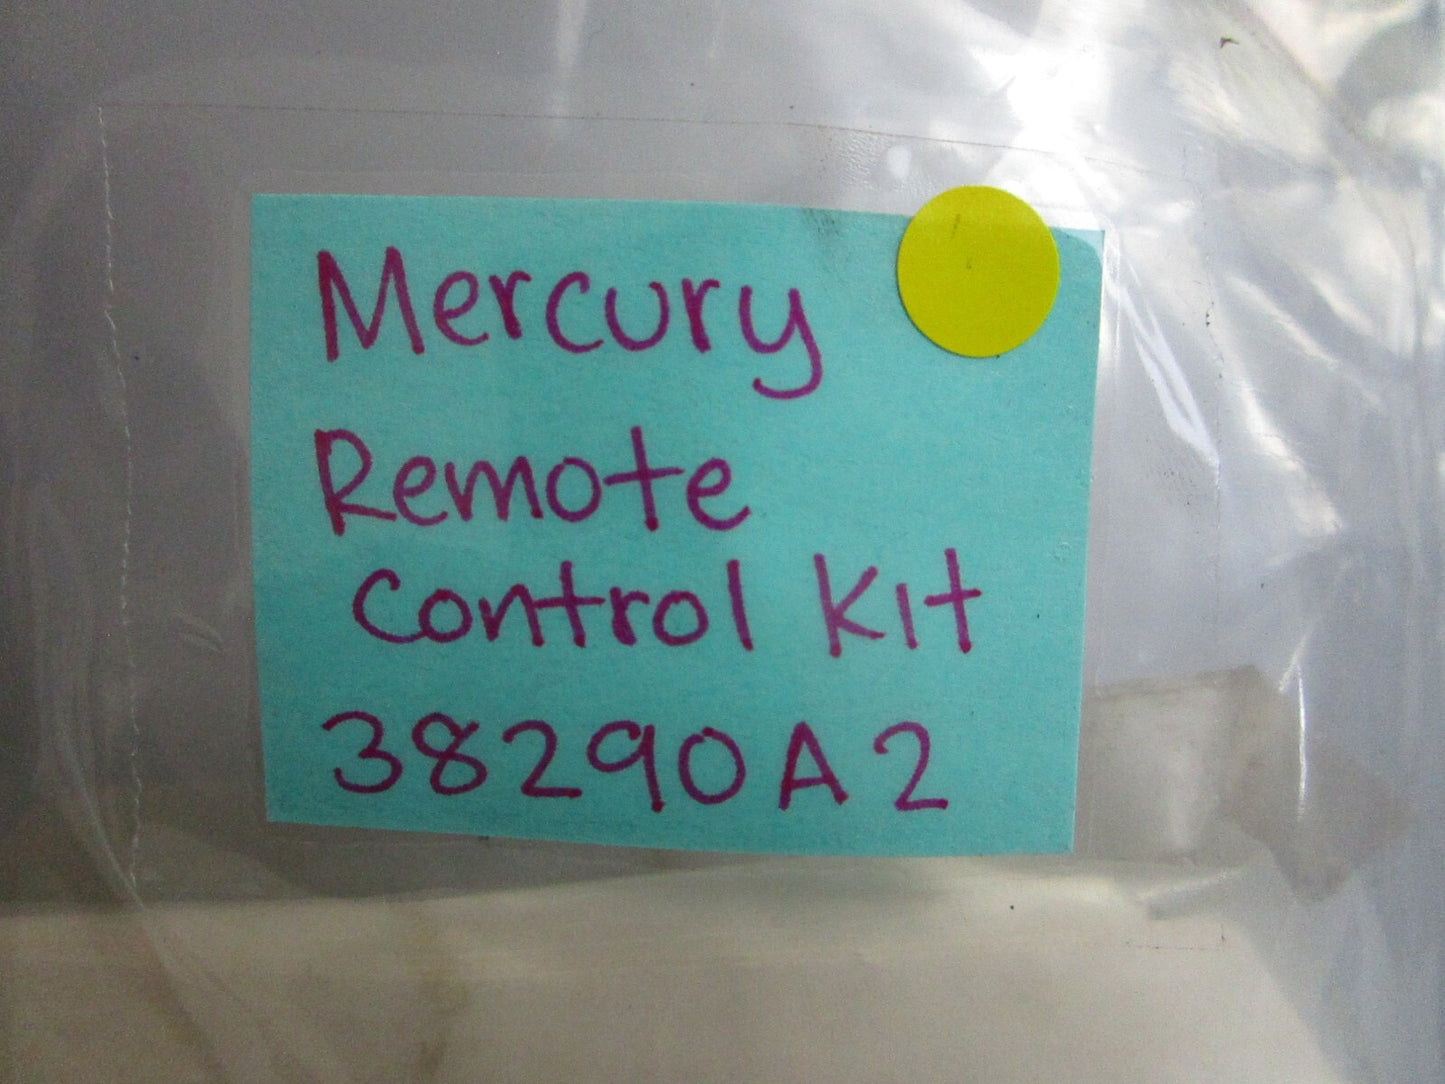 Mercury
Remote
Control Kit
38290A2